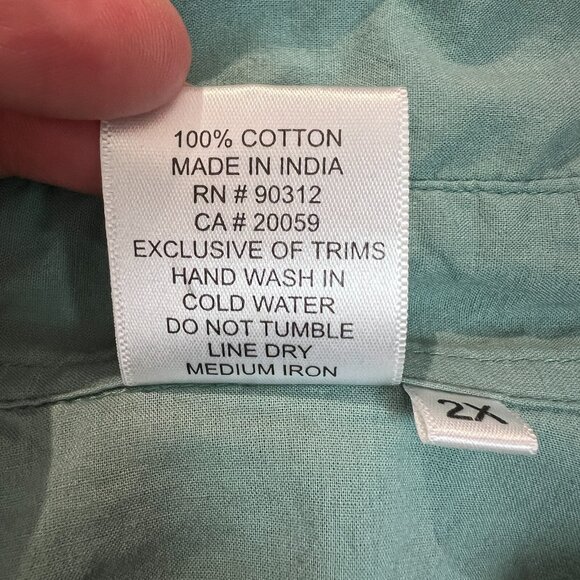 100% COTTON
MADE IN INDIA
RN # 90312
CA # 20059
EXCLUSIVE OF TRIMS
HAND WASH IN
COLD WATER
DO NOT TUMBLE
LINE DRY
MEDIUM IRON
2X